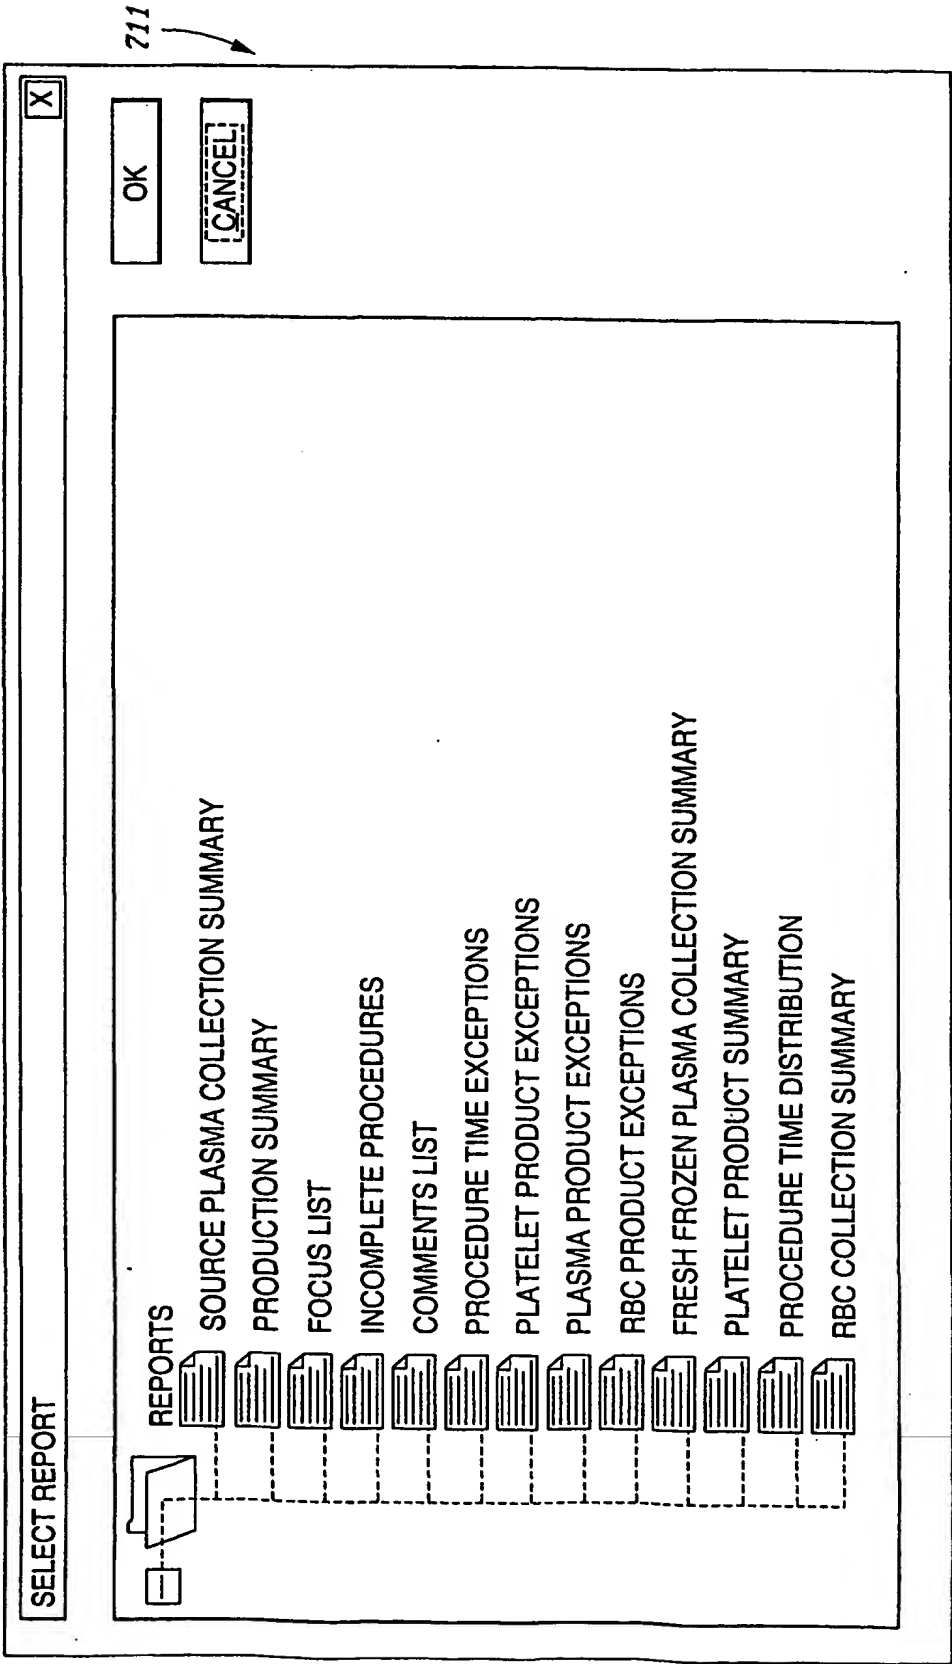 711
SELECT REPORT
X
OK
CANCEL
REPORTS
SOURCE PLASMA COLLECTION SUMMARY
PRODUCTION SUMMARY
FOCUS LIST
INCOMPLETE PROCEDURES
COMMENTS LIST
PROCEDURE TIME EXCEPTIONS
PLATELET PRODUCT EXCEPTIONS
PLASMA PRODUCT EXCEPTIONS
RBC PRODUCT EXCEPTIONS
FRESH FROZEN PLASMA COLLECTION SUMMARY
PLATELET PRODUCT SUMMARY
PROCEDURE TIME DISTRIBUTION
RBC COLLECTION SUMMARY